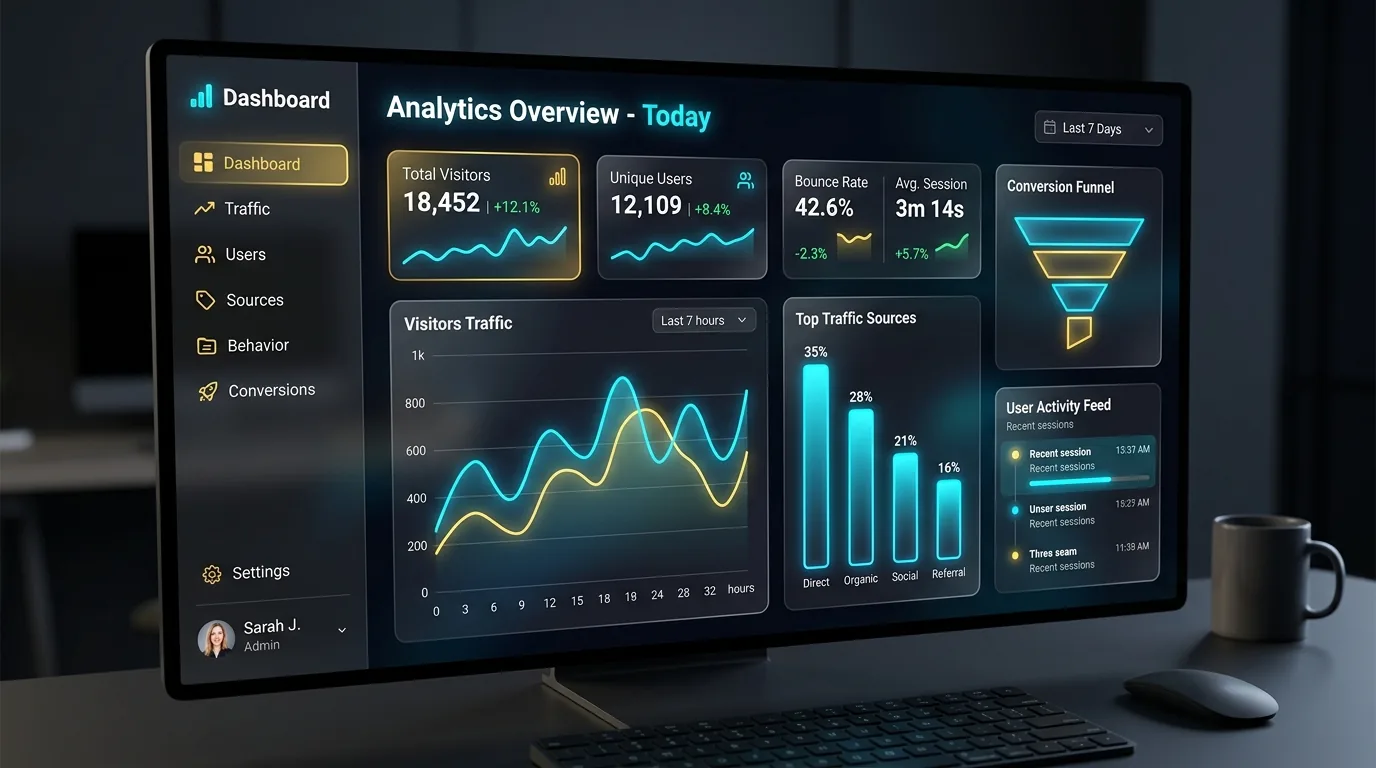 Dashboard
Dashboard
Traffic
Users
Sources
Behavior
Conversions
Settings
Sarah J.
Admin
Analytics Overview - Today
Last 7 Days
Total Visitors
18,452 | +12.1%
Unique Users
12,109 | +8.4%
Bounce Rate
42.6%
-2.3%
Avg. Session
3m 14s
+5.7%
Conversion Funnel
Visitors Traffic
Last 7 hours
1k
800
600
400
200
0
0 3 6 9 12 15 18 19 24 28 32 hours
Top Traffic Sources
35%
28%
21%
16%
Direct Organic Social Referral
User Activity Feed
Recent sessions
Recent session 13:37 AM
Recent sessions
Unser session 15:27 AM
Recent sessions
Thres seam 11:39 AM
Recent sessions